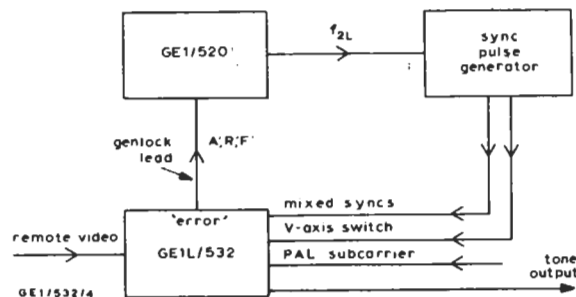 GE1/520
f2L
sync
pulse
generator
genlock
lead
A',R',F'
mixed syncs
'error'
V-axis switch
remote video
GE1L/532
PAL subcarrier
tone
output
GE1/532/4